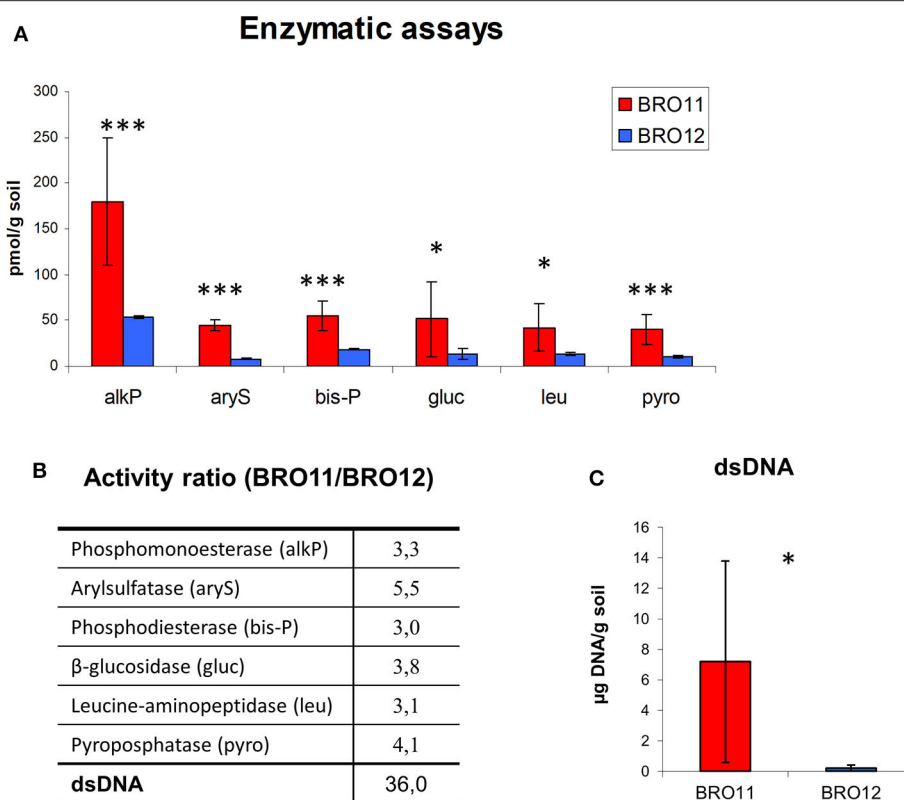 A
Enzymatic assays
300
250
200
150
100
50
0
pmol/g soil
BRO11
BRO12
***
***
***
*
*
***
alkP aryS bis-P gluc leu pyro
B
Activity ratio (BRO11/BRO12)
Phosphomonoesterase (alkP) 3,3
Arylsulfatase (aryS) 5,5
Phosphodiesterase (bis-P) 3,0
β-glucosidase (gluc) 3,8
Leucine-aminopeptidase (leu) 3,1
Pyroposphatase (pyro) 4,1
dsDNA 36,0
C
dsDNA
16
14
12
10
8
6
4
2
0
µg DNA/g soil
*
BRO11 BRO12